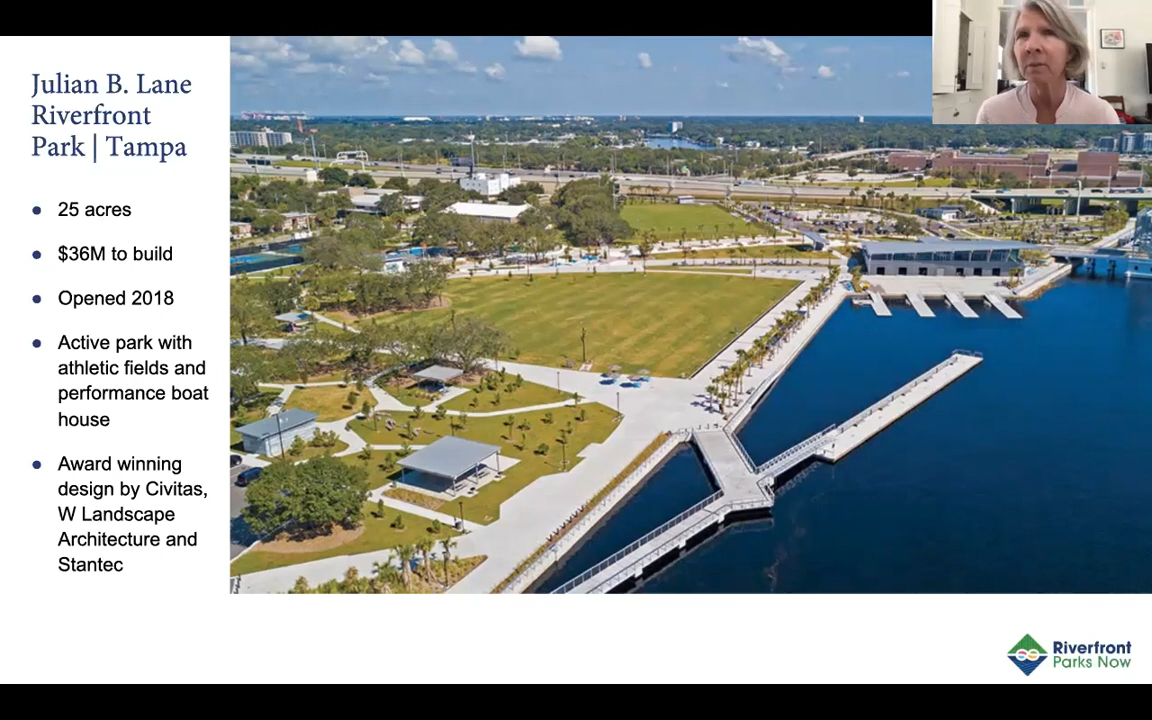 Julian B. Lane
Riverfront
Park | Tampa
• 25 acres
• $36M to build
• Opened 2018
• Active park with
athletic fields and
performance boat
house
• Award winning
design by Civitas,
W Landscape
Architecture and
Stantec
Riverfront
Parks Now